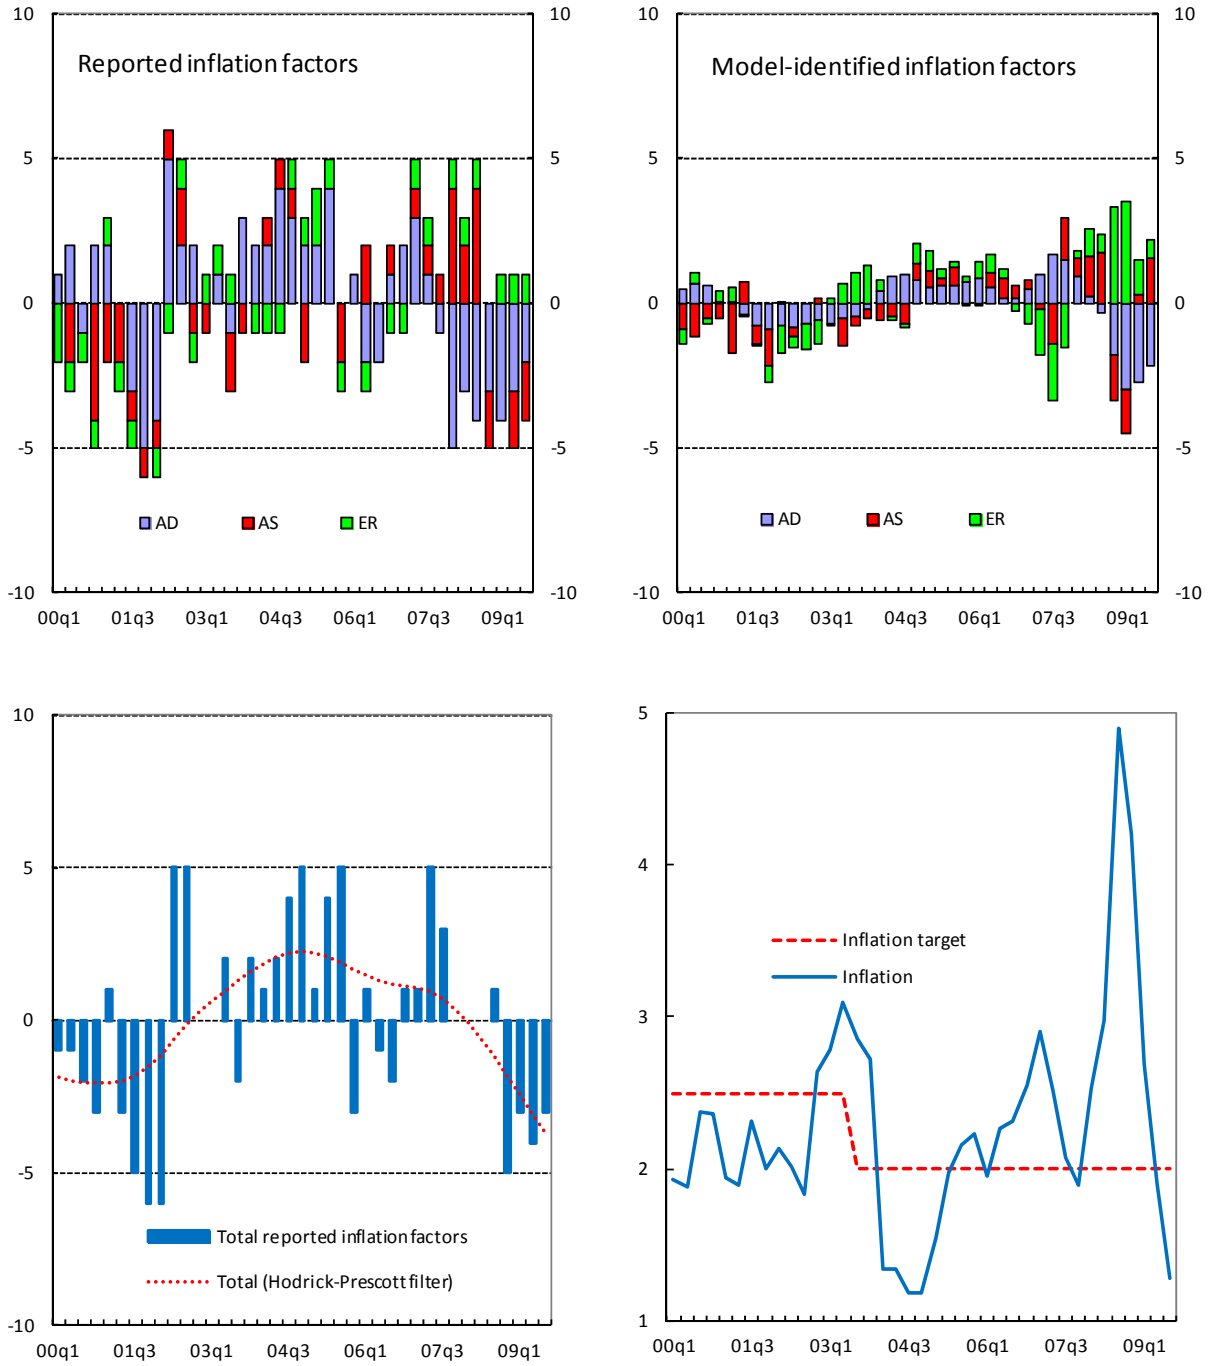 10 10
Reported inflation factors
5 5
0 0
-5 -5
AD AS ER
-10 -10
00q1 01q3 03q1 04q3 06q1 07q3 09q1
10 10
Model-identified inflation factors
5 5
0 0
-5 -5
AD AS ER
-10 -10
00q1 01q3 03q1 04q3 06q1 07q3 09q1
10
5
0
-5
Total reported inflation factors
Total (Hodrick-Prescott filter)
-10
00q1 01q3 03q1 04q3 06q1 07q3 09q1
5
4
Inflation target
Inflation
3
2
1
00q1 01q3 03q1 04q3 06q1 07q3 09q1